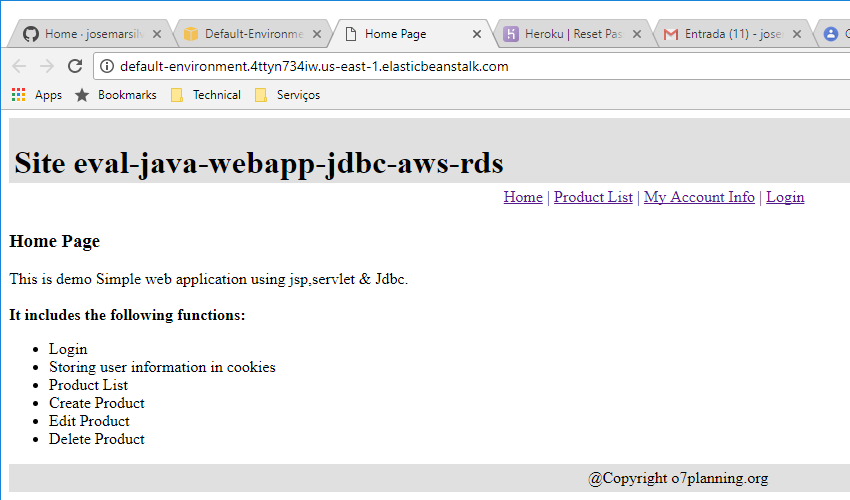 Home · josemarsil
Default-Environme
Home Page
Heroku | Reset Pas
Entrada (11) - jose
default-environment.4ttyn734iw.us-east-1.elasticbeanstalk.com
Apps Bookmarks Technical Serviços
Site eval-java-webapp-jdbc-aws-rds
Home | Product List | My Account Info | Login
Home Page
This is demo Simple web application using jsp,servlet & Jdbc.
It includes the following functions:
• Login
• Storing user information in cookies
• Product List
• Create Product
• Edit Product
• Delete Product
@Copyright o7planning.org